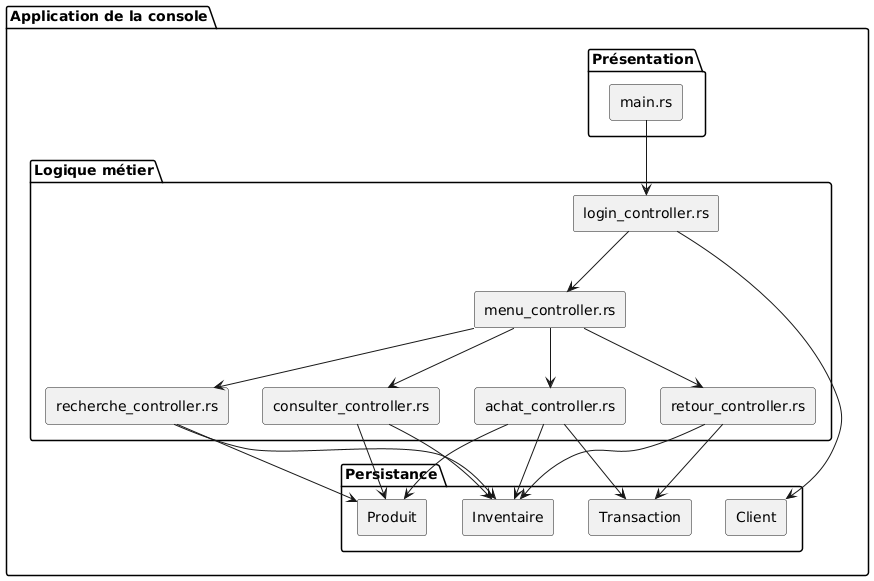 Application de la console
Présentation
main.rs
Logique métier
login_controller.rs
menu_controller.rs
recherche_controller.rs
consulter_controller.rs
achat_controller.rs
retour_controller.rs
Persistance
Produit
Inventaire
Transaction
Client